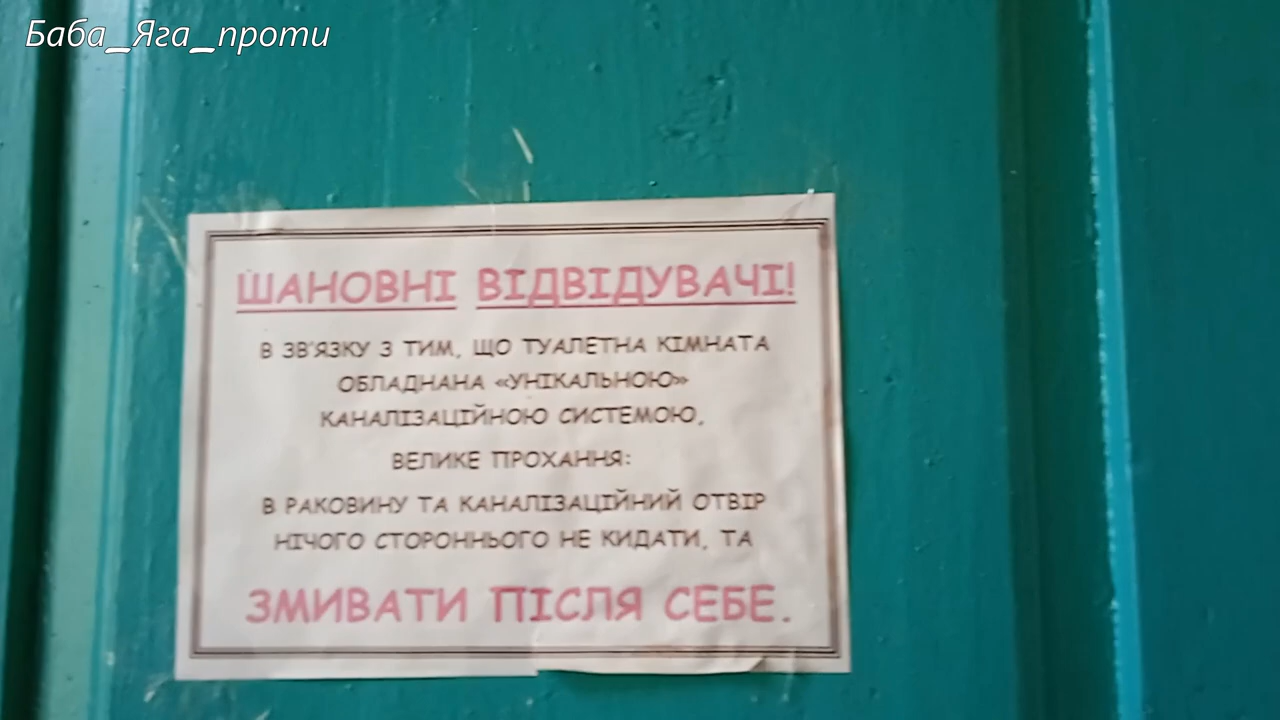 Баба_Яга_проти
ШАНОВНІ ВІДВІДУВАЧІ!
В ЗВ'ЯЗКУ З ТИМ, ЩО ТУАЛЕТНА КІМНАТА
ОБЛАДНАНА «УНІКАЛЬНОЮ»
КАНАЛІЗАЦІЙНОЮ СИСТЕМОЮ,
ВЕЛИКЕ ПРОХАННЯ:
В РАКОВИНУ ТА КАНАЛІЗАЦІЙНИЙ ОТВІР
НІЧОГО СТОРОННЬОГО НЕ КИДАТИ, ТА
ЗМИВАТИ ПІСЛЯ СЕБЕ.